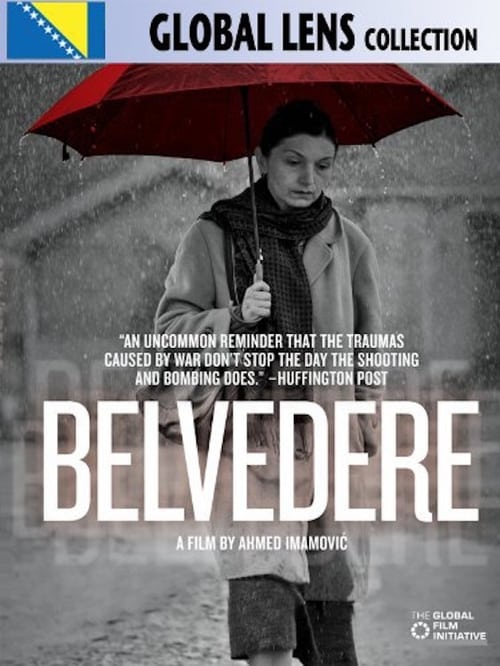 GLOBAL LENS COLLECTION
"AN UNCOMMON REMINDER THAT THE TRAUMAS
CAUSED BY WAR DON'T STOP THE DAY THE SHOOTING
AND BOMBING DOES." –HUFFINGTON POST
BELVEDERE
A FILM BY AHMED IMAMOVIĆ
THE GLOBAL
FILM
INITIATIVE